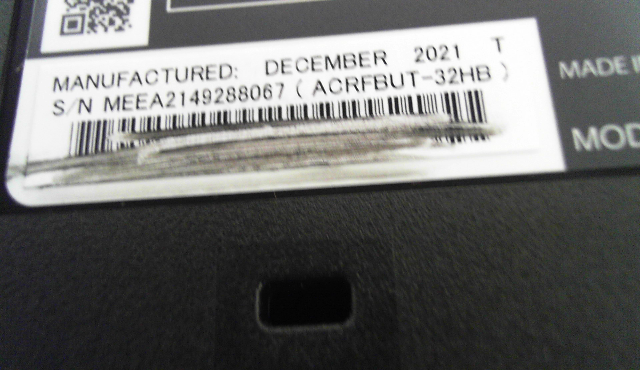 MANUFACTURED: DECEMBER 2021 T
S/N MEEA2149288067 ( ACRFBUT-32HB )
MADE I
MOD